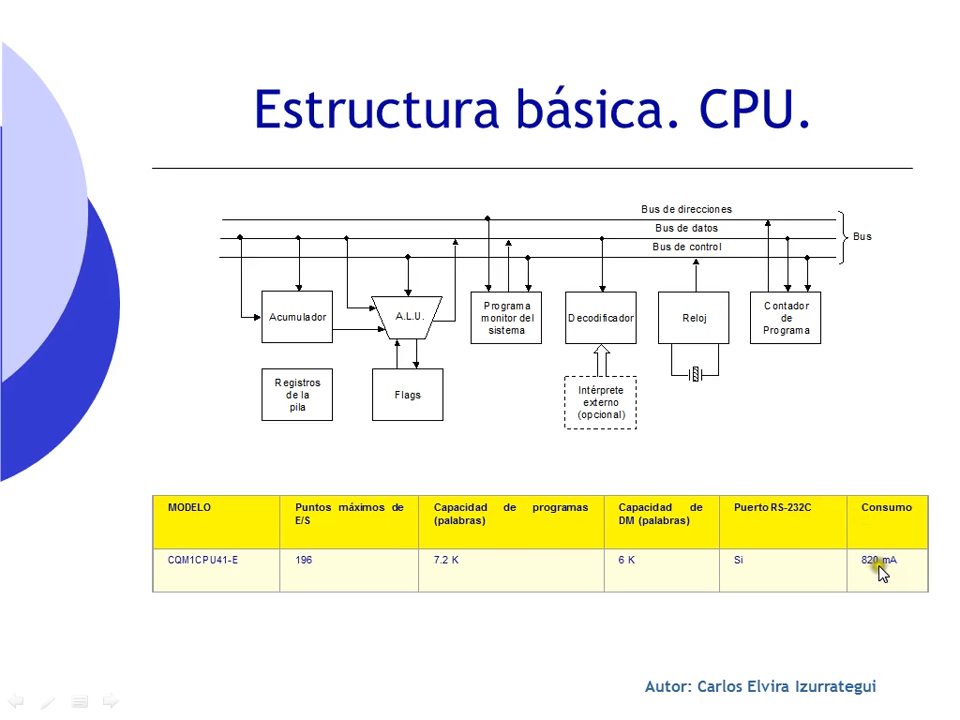 Estructura básica. CPU.
Bus de direcciones
Bus de datos
Bus de control
Bus
Acumulador
A.L.U.
Programa
monitor del
sistema
Decodificador
Reloj
Contador
de
Programa
Registros
de la
pila
Flags
Intérprete
externo
(opcional)
MODELO
Puntos máximos de
E/S
Capacidad de programas
(palabras)
Capacidad de
DM (palabras)
Puerto RS-232C
Consumo
CQM1CPU41-E
196
7.2 K
6 K
Si
820 mA
Autor: Carlos Elvira Izurrategui